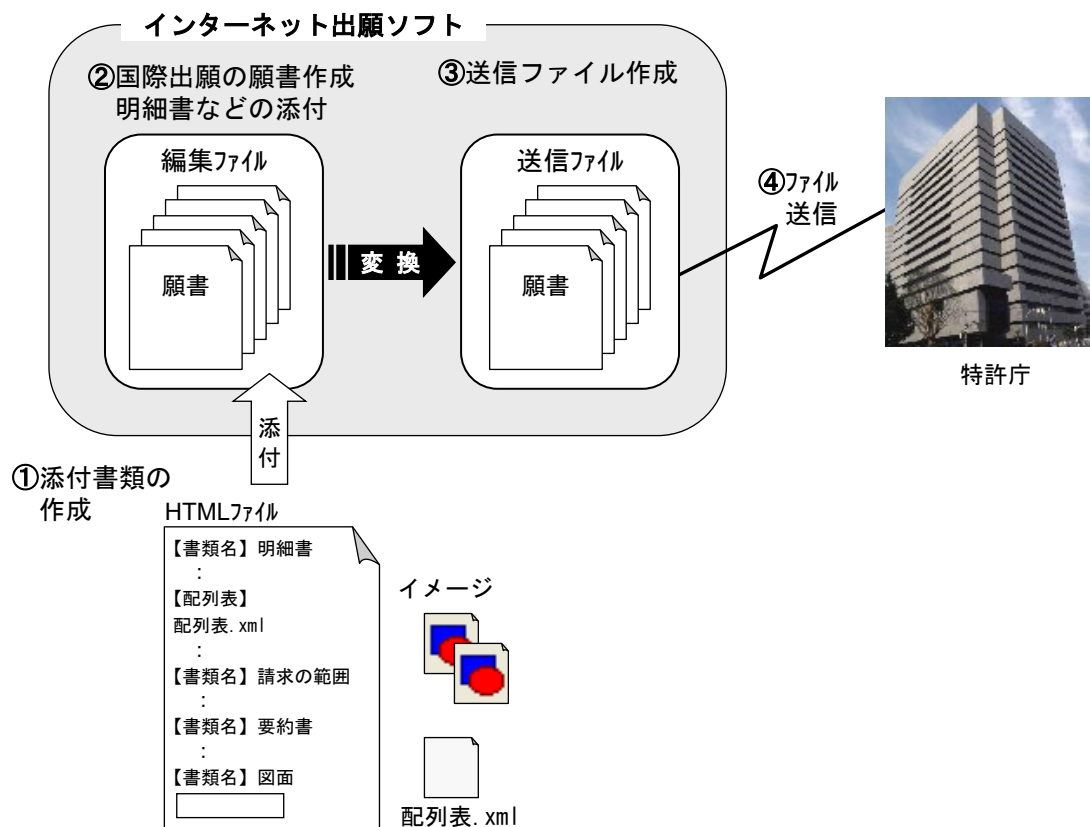 インターネット出願ソフト
②国際出願の願書作成
明細書などの添付
③送信ファイル作成
編集ファイル
願書
変 換
送信ファイル
願書
④ファイル
送信
特許庁
添
付
①添付書類の
作成
HTMLファイル
【書類名】明細書
:
【配列表】
配列表.xml
:
【書類名】請求の範囲
:
【書類名】要約書
:
【書類名】図面
イメージ
配列表.xml